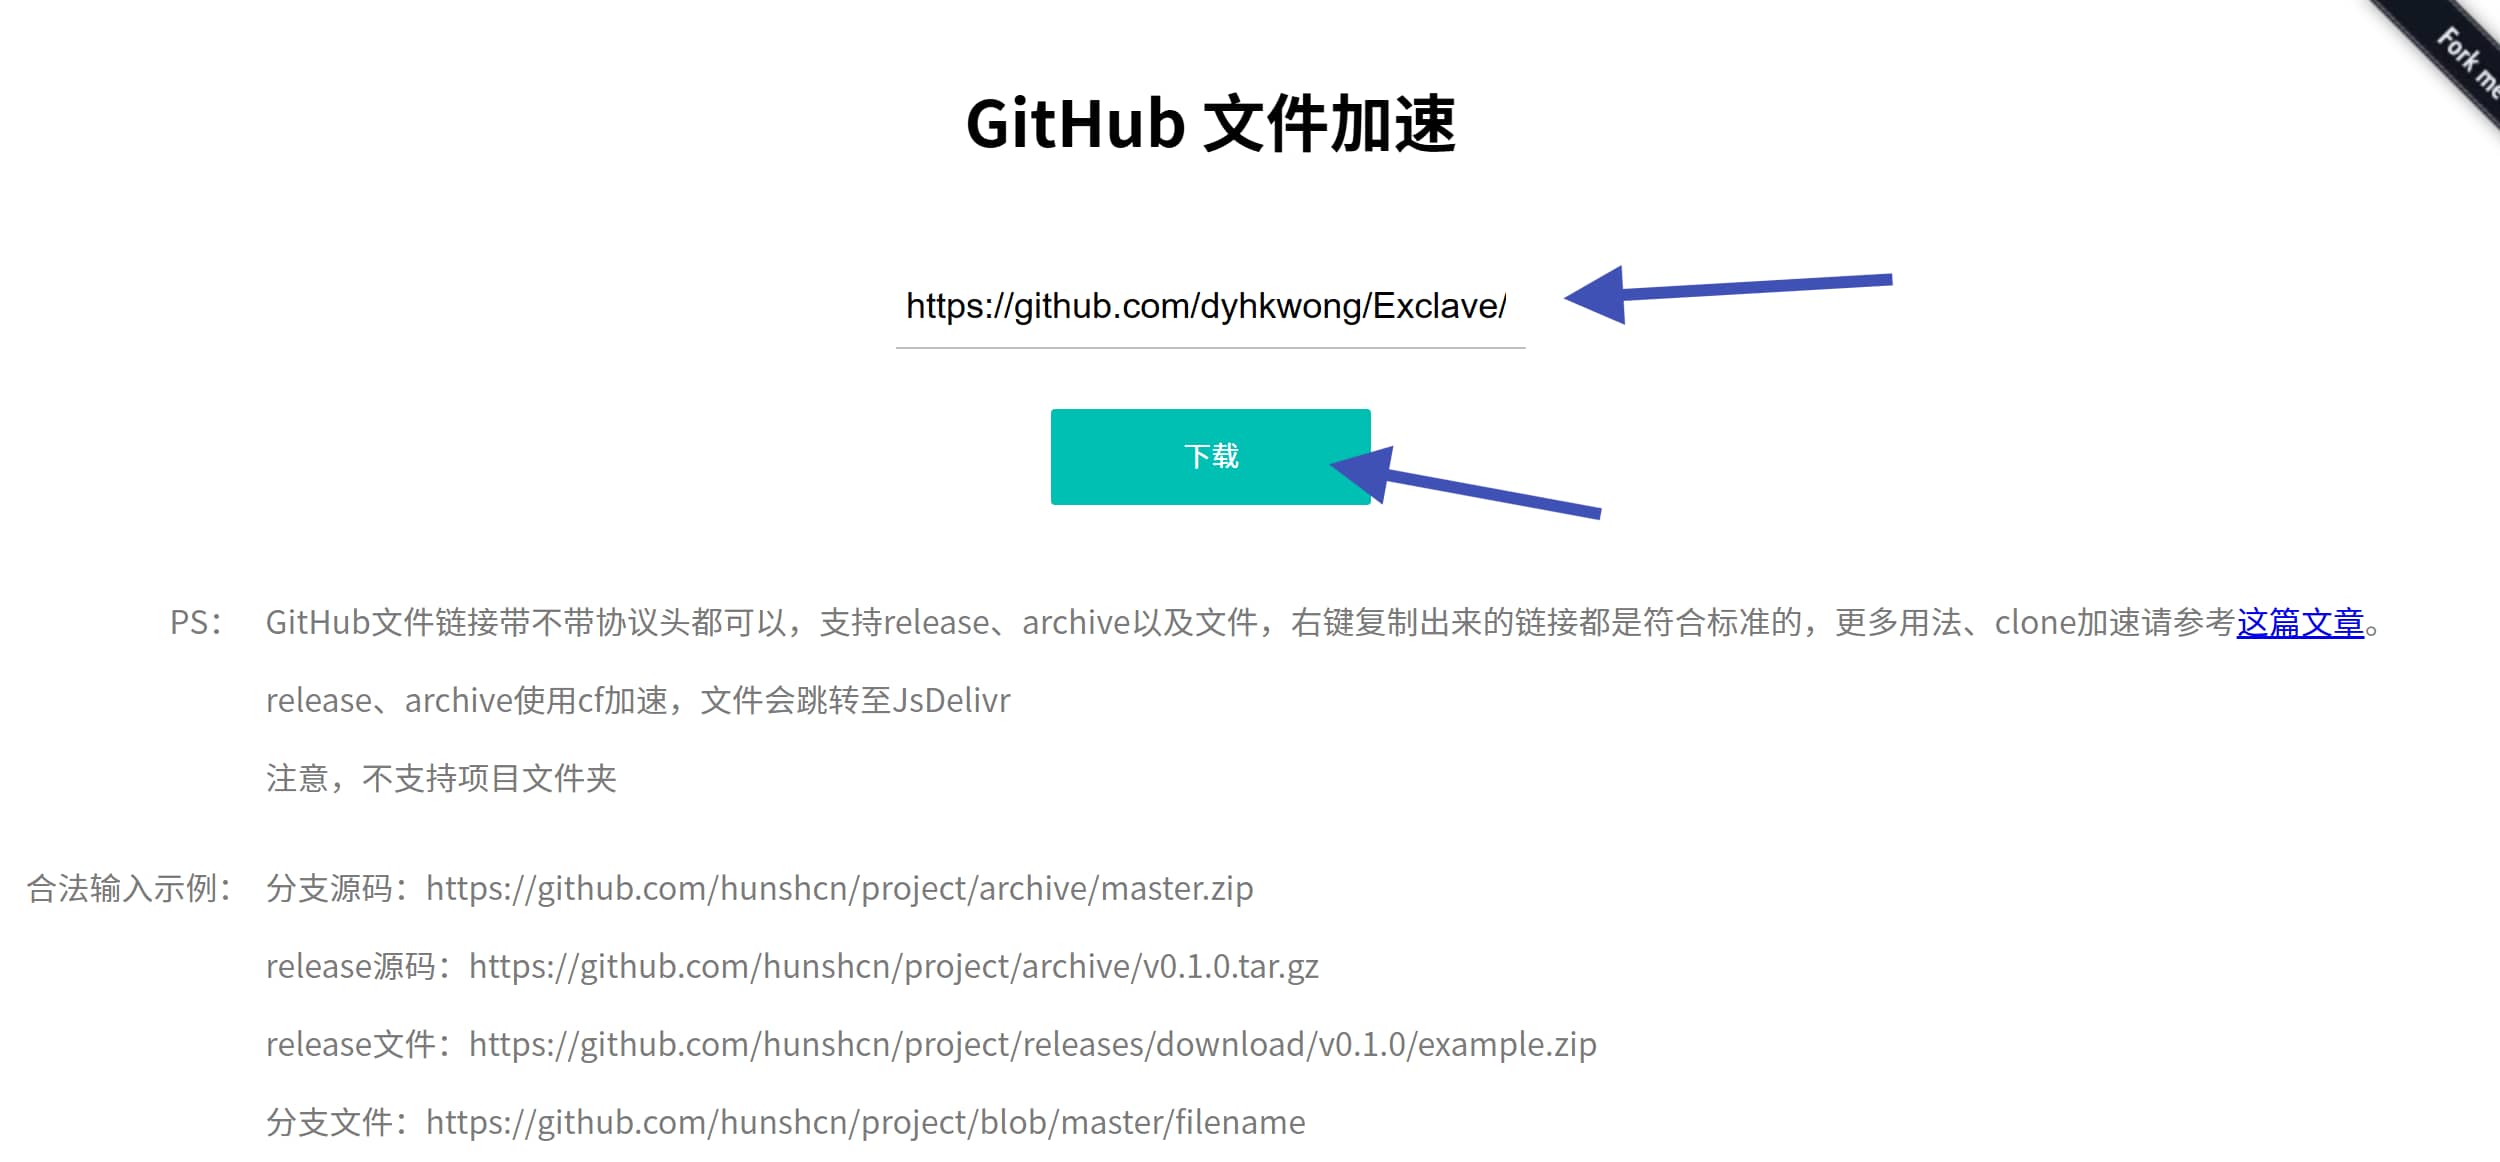 Fork me
GitHub 文件加速
https://github.com/dyhkwong/Exclave/
下载
PS： GitHub文件链接带不带协议头都可以，支持release、archive以及文件，右键复制出来的链接都是符合标准的，更多用法、clone加速请参考这篇文章。
release、archive使用cf加速，文件会跳转至JsDelivr
注意，不支持项目文件夹
合法输入示例： 分支源码：https://github.com/hunshcn/project/archive/master.zip
release源码：https://github.com/hunshcn/project/archive/v0.1.0.tar.gz
release文件：https://github.com/hunshcn/project/releases/download/v0.1.0/example.zip
分支文件：https://github.com/hunshcn/project/blob/master/filename